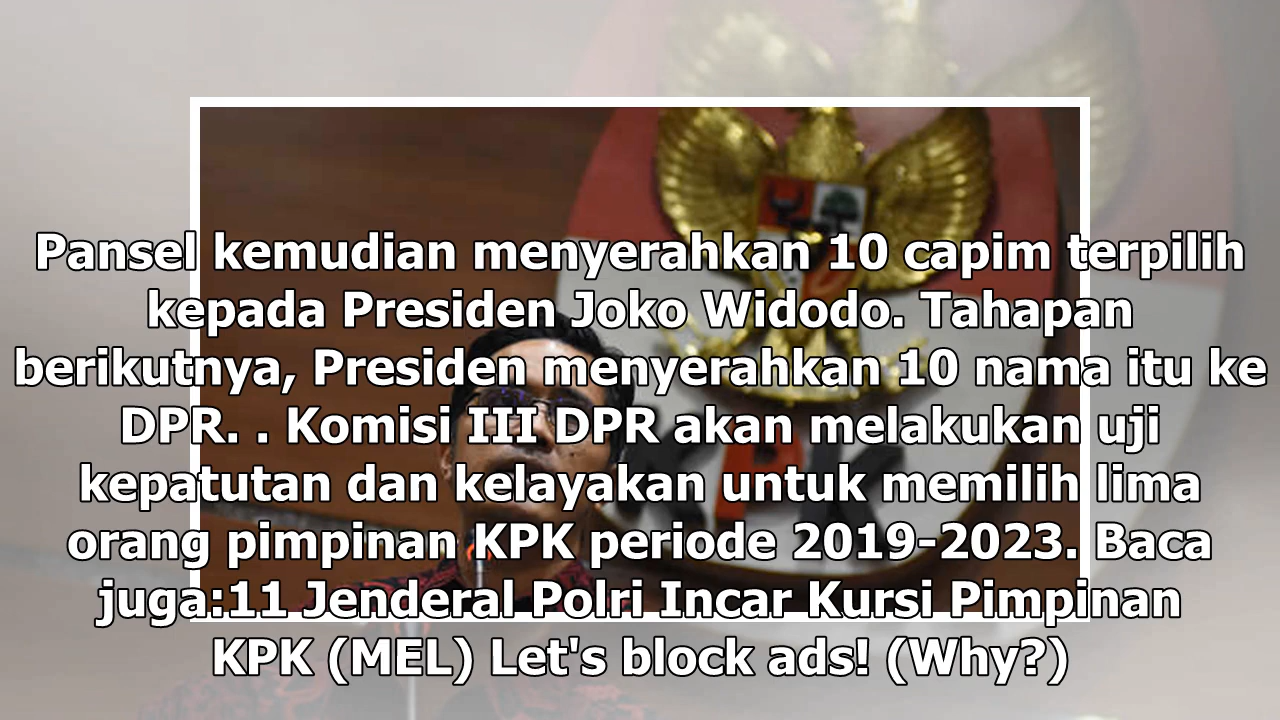 Pansel kemudian menyerahkan 10 capim terpilih
kepada Presiden Joko Widodo. Tahapan
berikutnya, Presiden menyerahkan 10 nama itu ke
DPR. . Komisi III DPR akan melakukan uji
kepatutan dan kelayakan untuk memilih lima
orang pimpinan KPK periode 2019-2023. Baca
juga:11 Jenderal Polri Incar Kursi Pimpinan
KPK (MEL) Let's block ads! (Why?)